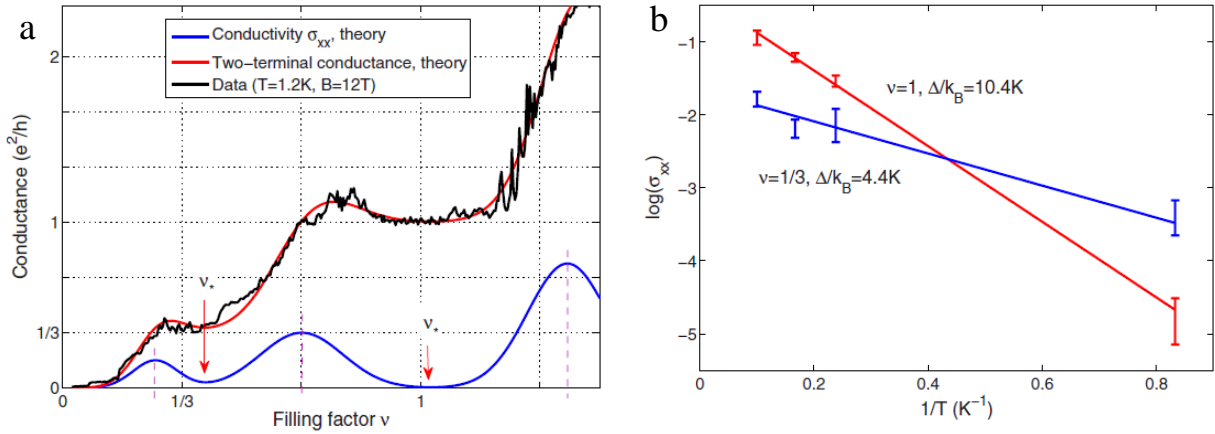 a
Conductivity σxx, theory
Two-terminal conductance, theory
Data (T=1.2K, B=12T)
Conductance (e²/h)
2
1
1/3
0
ν*
ν*
0
1/3
1
Filling factor ν
b
log(σxx)
-1
-2
-3
-4
-5
ν=1, Δ/kB=10.4K
ν=1/3, Δ/kB=4.4K
0
0.2
0.4
0.6
0.8
1/T (K⁻¹)